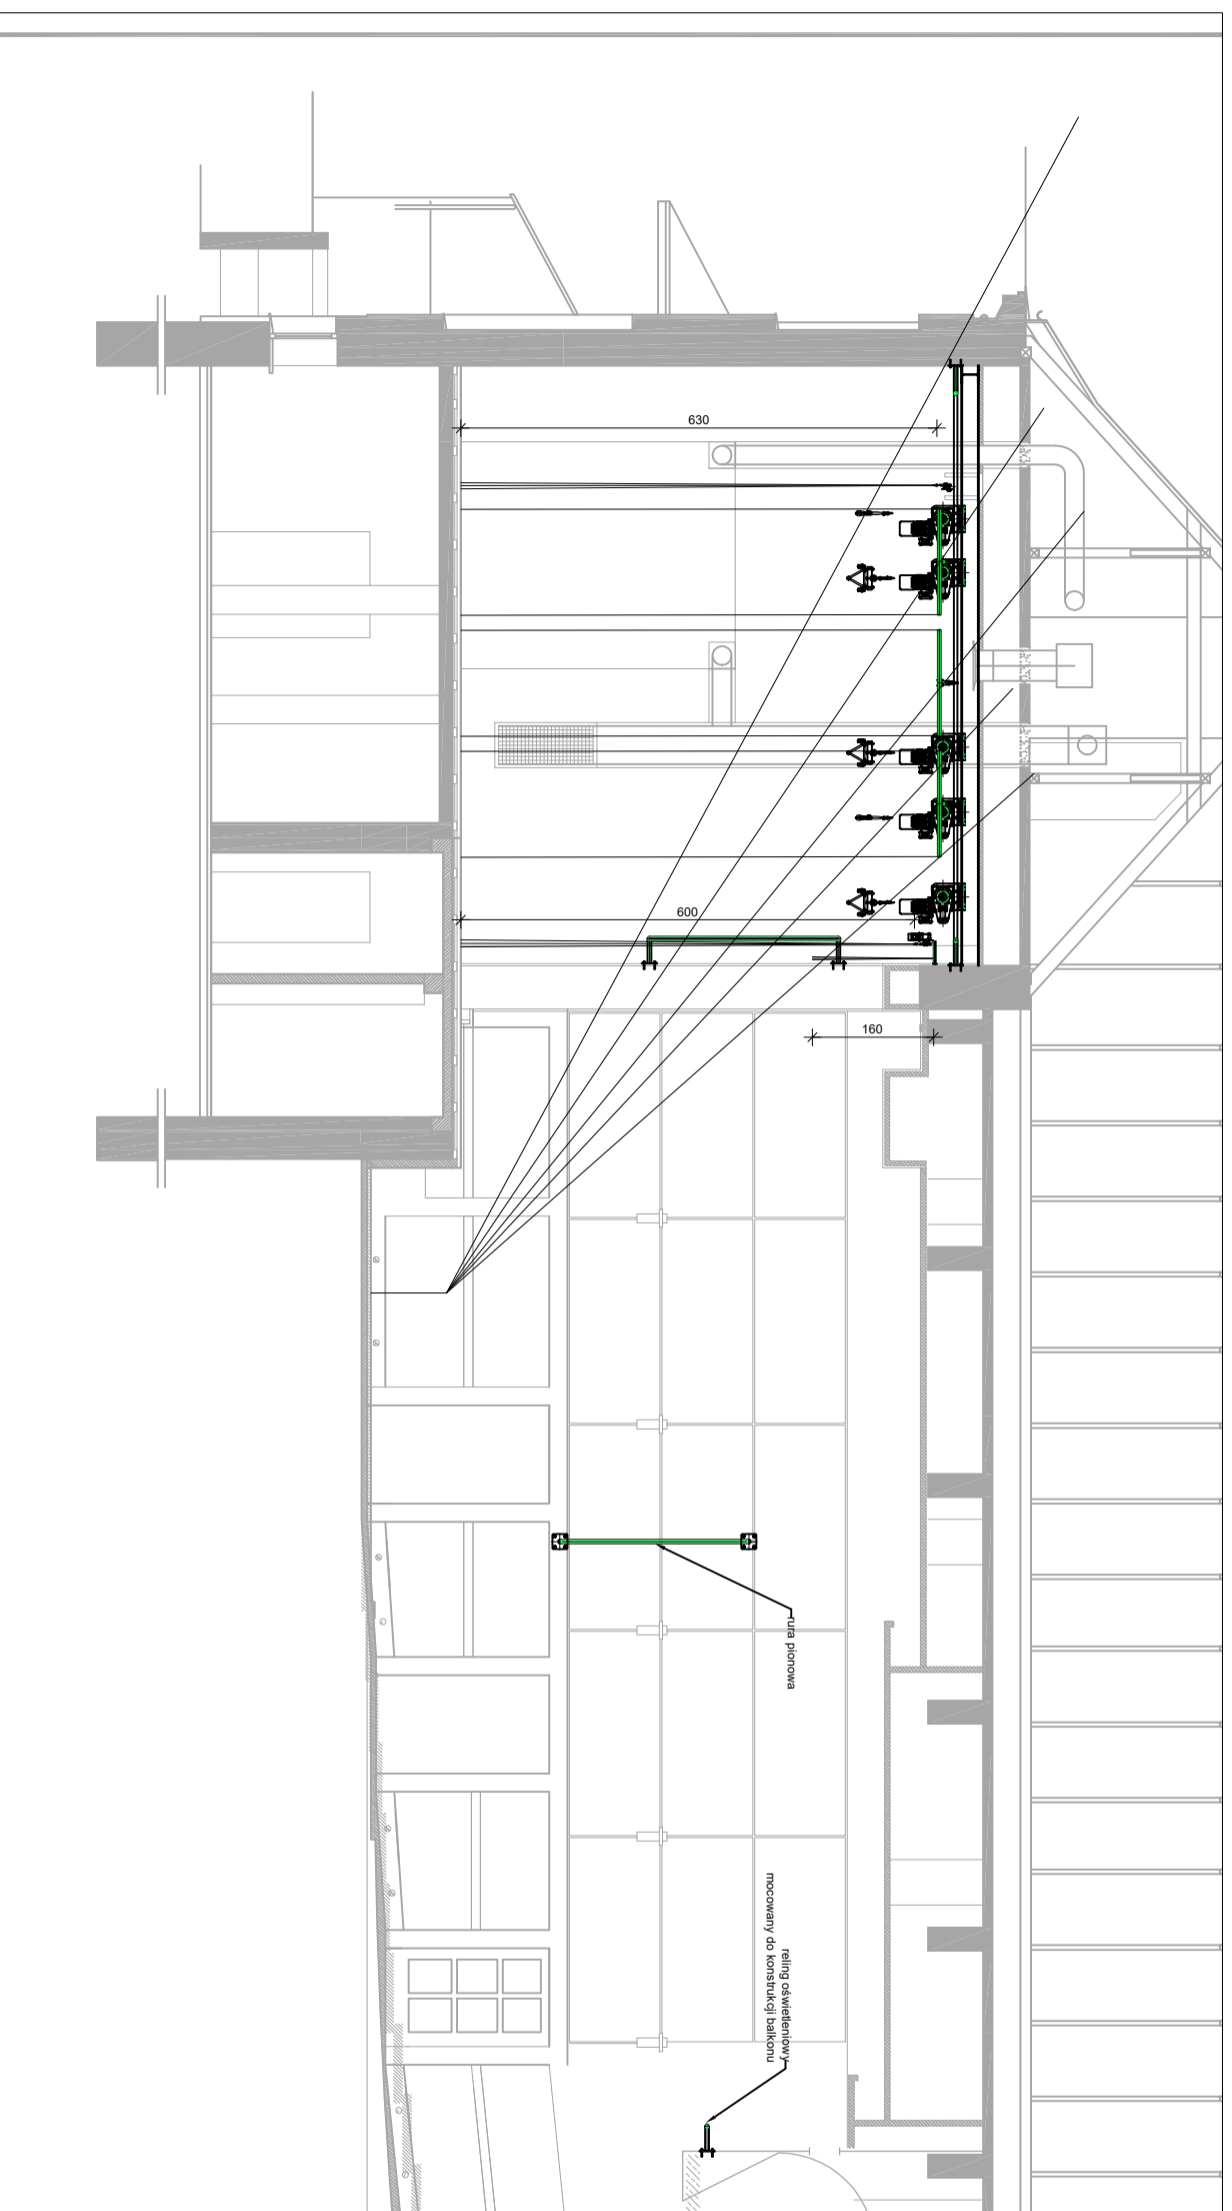 630
600
160
rura pionowa
reling oświetleniowy
mocowany do konstrukcji balkonu